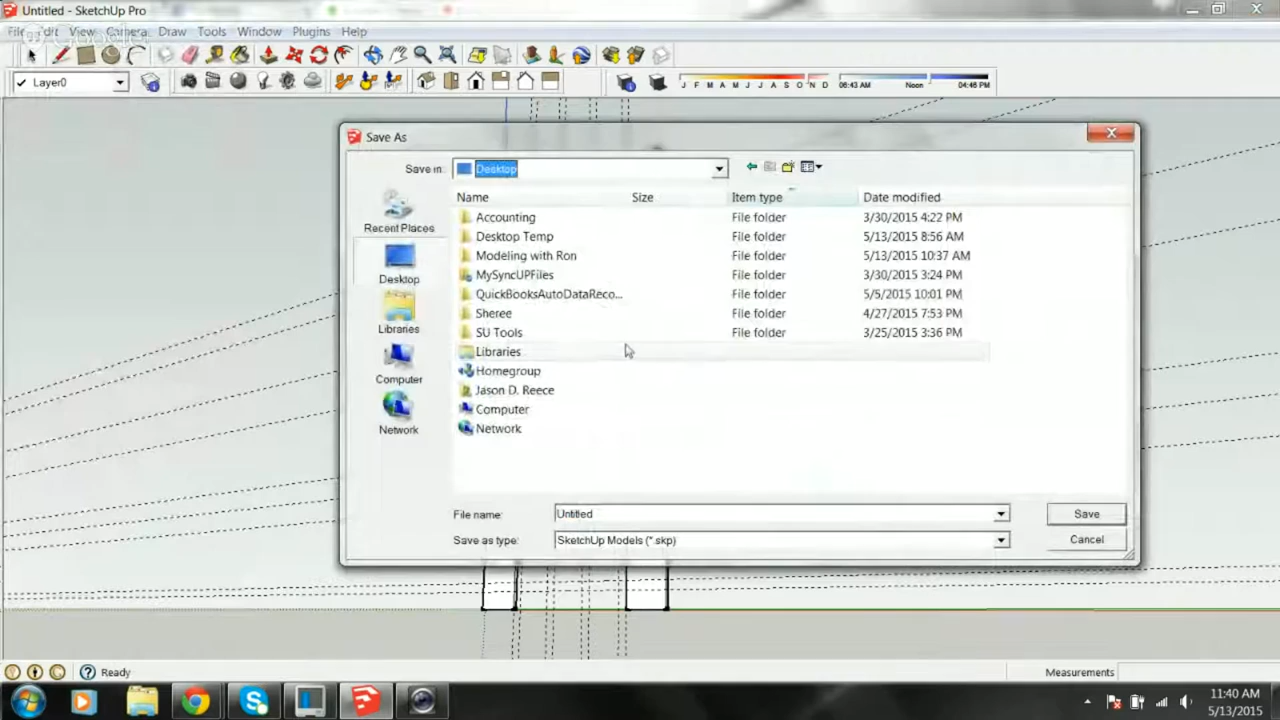 Untitled - SketchUp Pro
File Edit View Camera Draw Tools Window Plugins Help
Layer0
J F M A M J J A S O N D 06:43 AM Noon 04:46 PM
Save As
Save in: Desktop
Name Size Item type Date modified
Recent Places
Desktop
Libraries
Computer
Network
Accounting File folder 3/30/2015 4:22 PM
Desktop Temp File folder 5/13/2015 8:56 AM
Modeling with Ron File folder 5/13/2015 10:37 AM
MySyncUPFiles File folder 3/30/2015 3:24 PM
QuickBooksAutoDataReco... File folder 5/5/2015 10:01 PM
Sheree File folder 4/27/2015 7:53 PM
SU Tools File folder 3/25/2015 3:36 PM
Libraries
Homegroup
Jason D. Reece
Computer
Network
File name: Untitled Save
Save as type: SketchUp Models (*.skp) Cancel
Ready Measurements
11:40 AM
5/13/2015